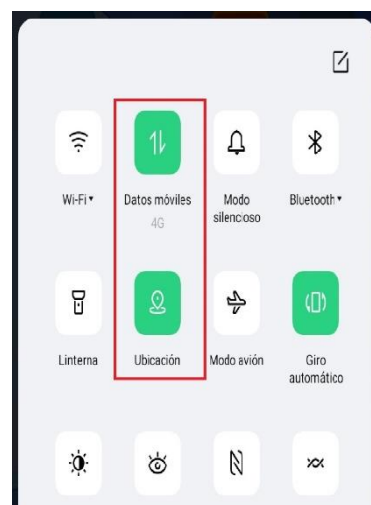 Wi-Fi
Datos móviles
4G
Modo
silencioso
Bluetooth
Linterna
Ubicación
Modo avión
Giro
automático